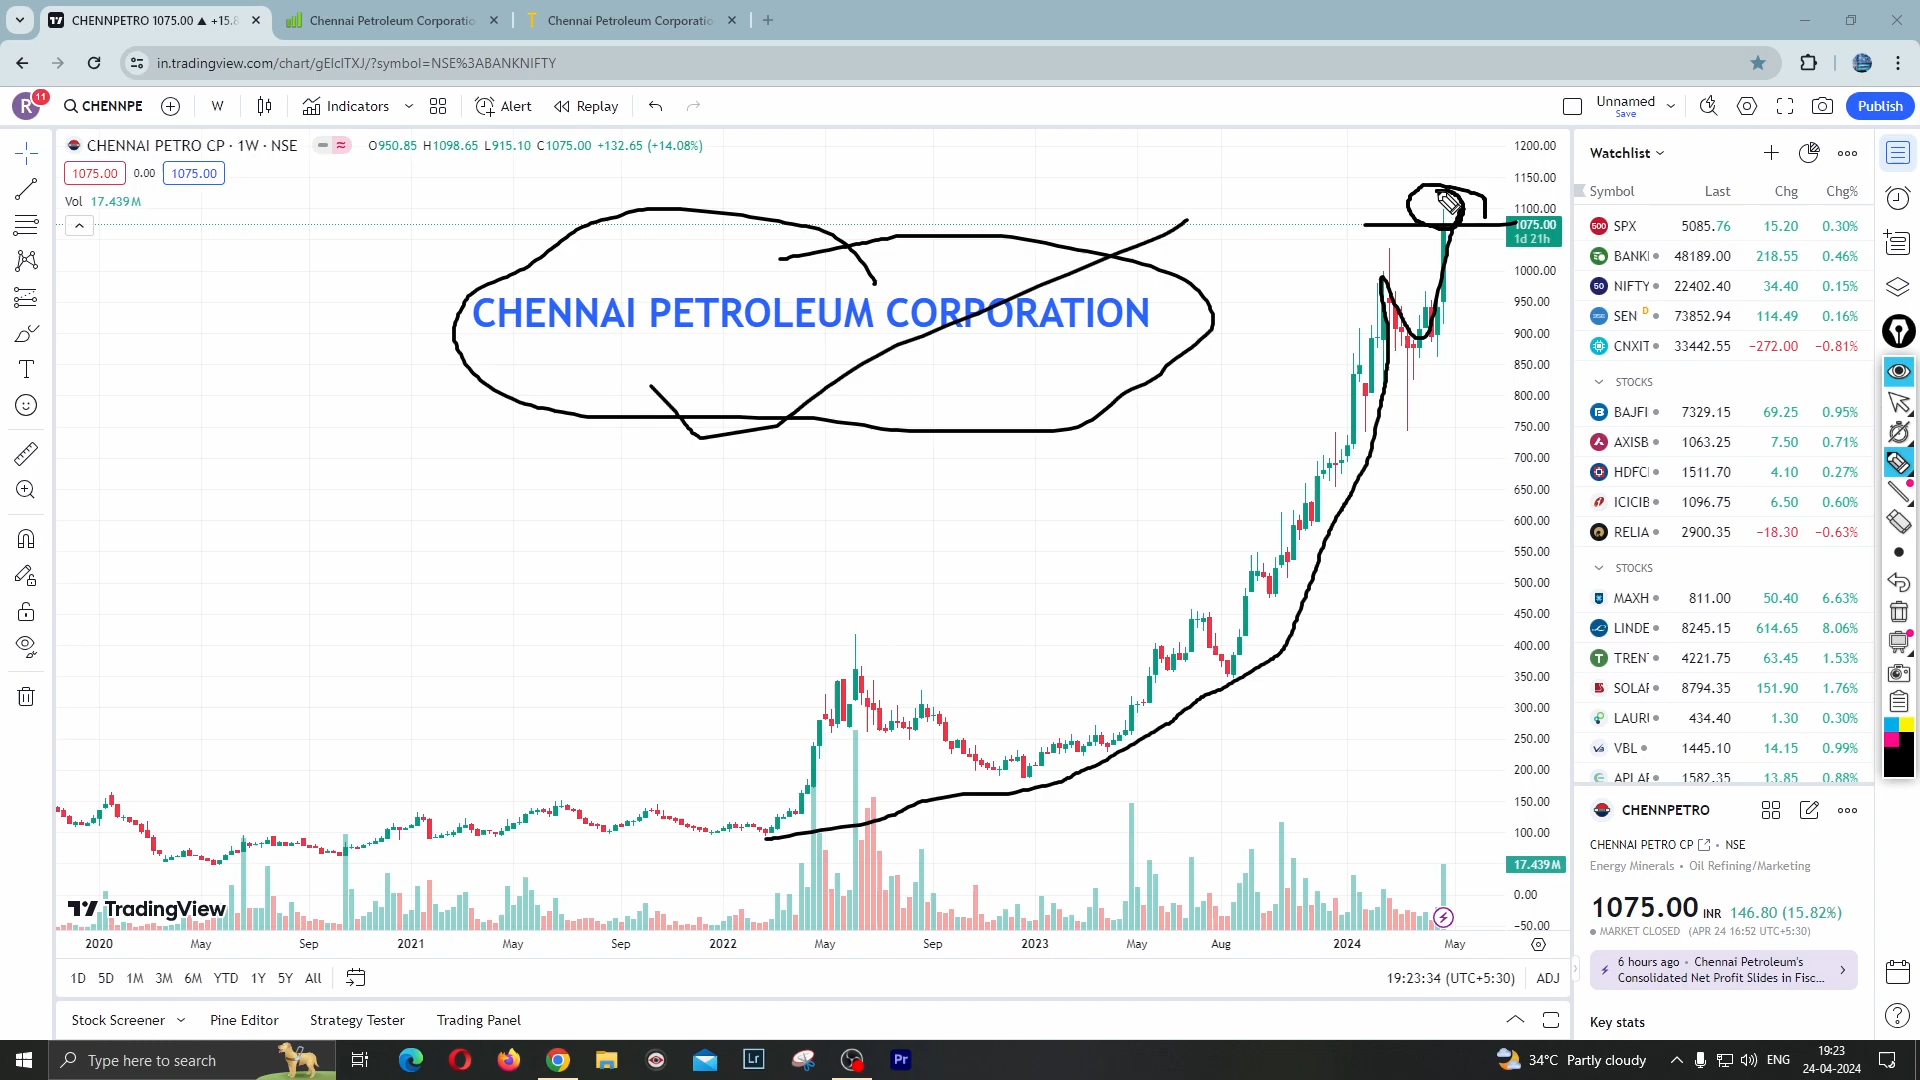 CHENNPETRO 1075.00 ▲ +15.8
Chennai Petroleum Corporatio
Chennai Petroleum Corporatio
in.tradingview.com/chart/gEIcITXJ/?symbol=NSE%3ABANKNIFTY
R 11 CHENNPE W Indicators Alert Replay Unnamed Save Publish
CHENNAI PETRO CP · 1W · NSE O950.85 H1098.65 L915.10 C1075.00 +132.65 (+14.08%)
1075.00 0.00 1075.00
Vol 17.439M
CHENNAI PETROLEUM CORPORATION
1200.00
1150.00
1100.00
1075.00
1d 21h
1000.00
950.00
900.00
850.00
800.00
750.00
700.00
650.00
600.00
550.00
500.00
450.00
400.00
350.00
300.00
250.00
200.00
150.00
100.00
17.439M
0.00
−50.00
TradingView
2020 May Sep 2021 May Sep 2022 May Sep 2023 May Aug 2024 May
1D 5D 1M 3M 6M YTD 1Y 5Y All 19:23:34 (UTC+5:30) ADJ
Stock Screener Pine Editor Strategy Tester Trading Panel
Watchlist
Symbol Last Chg Chg%
500 SPX 5085.76 15.20 0.30%
BANKI 48189.00 218.55 0.46%
50 NIFTY 22402.40 34.40 0.15%
SEN D 73852.94 114.49 0.16%
CNXIT 33442.55 −272.00 −0.81%
STOCKS
BAJFI 7329.15 69.25 0.95%
AXISB 1063.25 7.50 0.71%
HDFCI 1511.70 4.10 0.27%
ICICIB 1096.75 6.50 0.60%
RELIA 2900.35 −18.30 −0.63%
STOCKS
MAXH 811.00 50.40 6.63%
LINDE 8245.15 614.65 8.06%
TREN 4221.75 63.45 1.53%
SOLAF 8794.35 151.90 1.76%
LAURI 434.40 1.30 0.30%
VBL 1445.10 14.15 0.99%
APLAF 1582.35 13.85 0.88%
CHENNPETRO
CHENNAI PETRO CP • NSE
Energy Minerals • Oil Refining/Marketing
1075.00 INR 146.80 (15.82%)
MARKET CLOSED (APR 24 16:52 UTC+5:30)
6 hours ago • Chennai Petroleum's
Consolidated Net Profit Slides in Fisc...
Key stats
Type here to search Lr Pr 34°C Partly cloudy ENG 19:23
24-04-2024